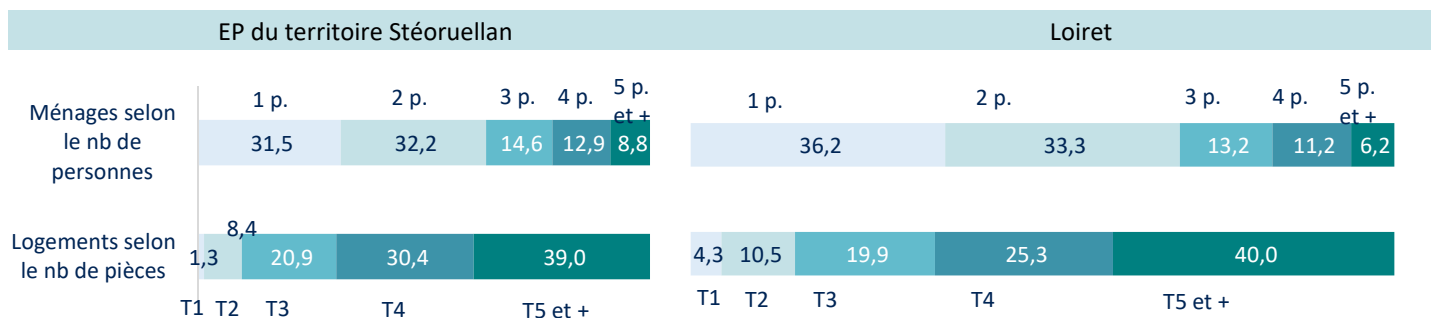 EP du territoire Stéoruellan
Loiret
Ménages selon
le nb de
personnes
1 p. 2 p. 3 p. 4 p. 5 p.
et +
31,5 32,2 14,6 12,9 8,8
1 p. 2 p. 3 p. 4 p. 5 p.
et +
36,2 33,3 13,2 11,2 6,2
Logements selon
le nb de pièces
1,3 8,4 20,9 30,4 39,0
T1 T2 T3 T4 T5 et +
4,3 10,5 19,9 25,3 40,0
T1 T2 T3 T4 T5 et +